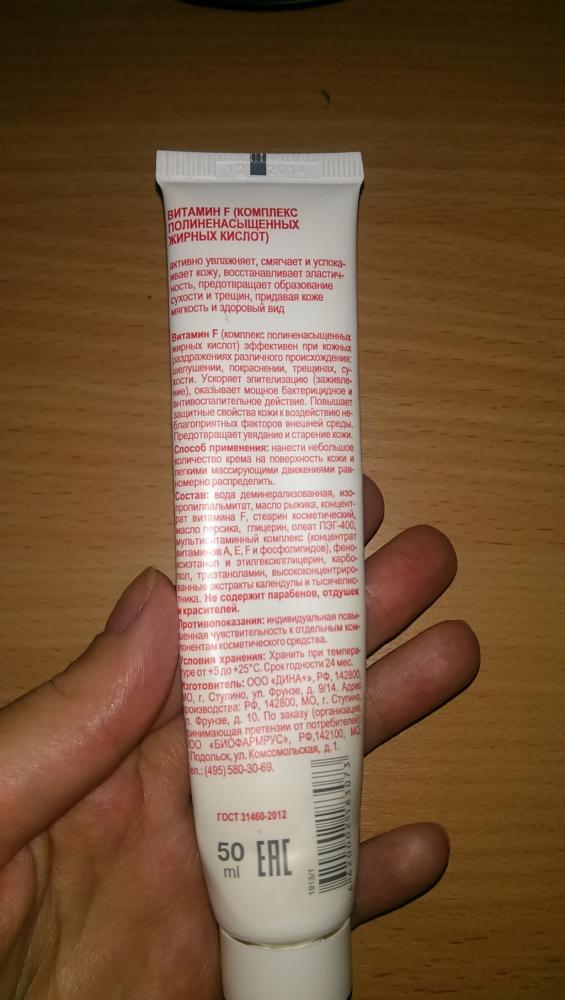 12 2014
ВИТАМИН F (КОМПЛЕКС
ПОЛИНЕНАСЫЩЕННЫХ
ЖИРНЫХ КИСЛОТ)
активно увлажняет, смягчает и успока-
ивает кожу, восстанавливает эластич-
ность, предотвращает образование
сухости и трещин, придавая коже
мягкость и здоровый вид
Витамин F (комплекс полиненасыщенных
жирных кислот) эффективен при кожных
раздражениях различного происхождения:
шелушении, покраснении, трещинах, су-
хости. Ускоряет эпителизацию (заживле-
ние), оказывает мощное бактерицидное и
антивоспалительное действие. Повышает
защитные свойства кожи к воздействию не-
благоприятных факторов внешней среды.
Предотвращает увядание и старение кожи.
Способ применения: нанести небольшое
количество крема на поверхность кожи и
легкими массирующими движениями рав-
номерно распределить.
Состав: вода деминерализованная, изо-
пропилпальмитат, масло рыжика, концент-
рат витамина F, стеарин косметический,
масло персика, глицерин, олеат ПЭГ-400,
мультивитаминный комплекс (концентрат
витаминов А, Е, F и фосфолипидов), фено-
ксиэтанол и этилгексилглицерин, карбо-
пол, триэтаноламин, высококонцентриро-
ванные экстракты календулы и тысячелис-
тника. Не содержит парабенов, отдушек
и красителей.
Противопоказания: индивидуальная повы-
шенная чувствительность к отдельным ком-
понентам косметического средства.
Условия хранения: Хранить при темпера-
туре от +5 до +25°С. Срок годности 24 мес.
Изготовитель: ООО «ДИНА+», РФ, 142800,
МО, г. Ступино, ул. Фрунзе, д. 9/14. Адрес
производства: РФ, 142800, МО, г. Ступино,
ул. Фрунзе, д. 10. По заказу (организация,
принимающая претензии от потребителей):
ООО «БИОФАРМРУС», РФ,142100, МО,
г. Подольск, ул. Комсомольская, д.1.
Тел.: (495) 580-30-69.
ГОСТ 31460-2012
50
ml
ЕАС
1913/1